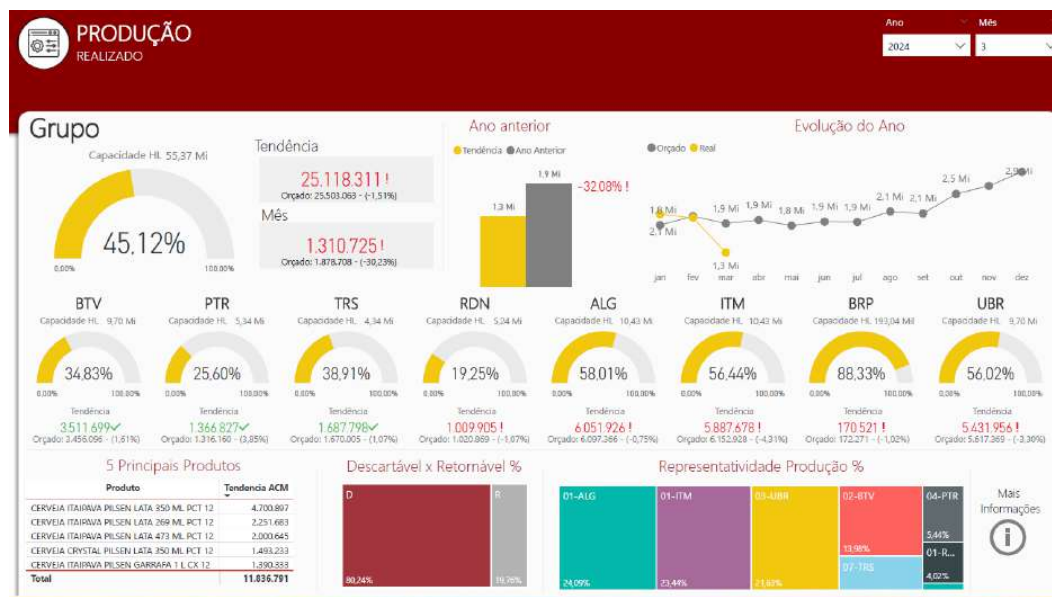 PRODUÇÃO
REALIZADO
Ano
Mês
2024
3
Grupo
Capacidade HL 55,37 Mi
45,12%
0,00%
100,00%
Tendência
25.118.311 !
Orçado: 25.503.063 - (-1,51%)
Mês
1.310.725 !
Orçado: 1.878.708 - (-30,23%)
Ano anterior
Tendência Ano Anterior
1,3 Mi
1,9 Mi
-32.08% !
Evolução do Ano
Orçado Real
1,8 Mi
2,1 Mi
1,9 Mi
1,3 Mi
1,9 Mi
1,8 Mi
1,9 Mi
1,9 Mi
2,1 Mi
2,1 Mi
2,5 Mi
2,9 Mi
jan fev mar abr mai jun jul ago set out nov dez
BTV PTR TRS RDN ALG ITM BRP UBR
Capacidade HL 9,70 Mi Capacidade HL 5,34 Mi Capacidade HL 4,34 Mi Capacidade HL 5,24 Mi Capacidade HL 10,43 Mi Capacidade HL 10,43 Mi Capacidade HL 193,04 Mil Capacidade HL 9,70 Mi
34,83% 25,60% 38,91% 19,25% 58,01% 56,44% 88,33% 56,02%
0,00% 100,00% 0,00% 100,00% 0,00% 100,00% 0,00% 100,00% 0,00% 100,00% 0,00% 100,00% 0,00% 100,00% 0,00% 100,00%
Tendência Tendência Tendência Tendência Tendência Tendência Tendência Tendência
3.511.699 1.366.827 1.687.798 1.009.905 ! 6.051.926 ! 5.887.678 ! 170.521 ! 5.431.956 !
Orçado: 3.456.096 - (1,61%) Orçado: 1.316.160 - (3,85%) Orçado: 1.670.005 - (1,07%) Orçado: 1.020.869 - (-1,07%) Orçado: 6.097.366 - (-0,75%) Orçado: 6.152.928 - (-4,31%) Orçado: 172.271 - (-1,02%) Orçado: 5.617.369 - (-3,30%)
5 Principais Produtos
Produto Tendencia ACM
CERVEJA ITAIPAVA PILSEN LATA 350 ML PCT 12 4.700.897
CERVEJA ITAIPAVA PILSEN LATA 269 ML PCT 12 2.251.683
CERVEJA ITAIPAVA PILSEN LATA 473 ML PCT 12 2.000.645
CERVEJA CRYSTAL PILSEN LATA 350 ML PCT 12 1.493.233
CERVEJA ITAIPAVA PILSEN GARRAFA 1 L CX 12 1.390.333
Total 11.836.791
Descartável x Retornável %
D
R
80,24%
19,76%
Representatividade Produção %
01-ALG
24,09%
01-ITM
23,44%
03-UBR
21,63%
02-BTV
13,98%
07-TRS
04-PTR
5,44%
01-R...
4,02%
Mais
Informações